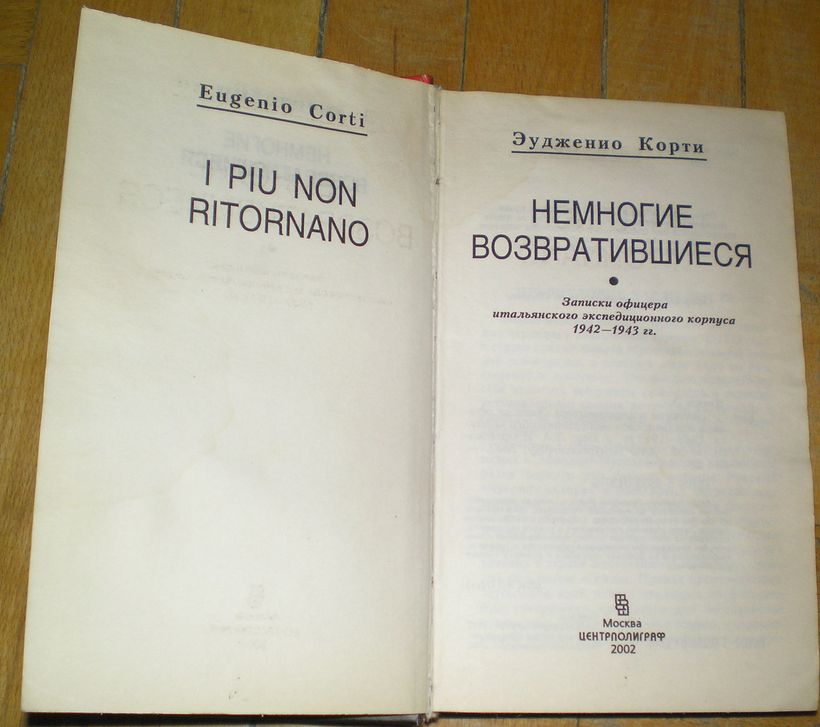 Eugenio Corti
I PIU NON
RITORNANO
Эудженио Корти
НЕМНОГИЕ
ВОЗВРАТИВШИЕСЯ
•
Записки офицера
итальянского экспедиционного корпуса
1942—1943 гг.
Москва
ЦЕНТРПОЛИГРАФ
2002